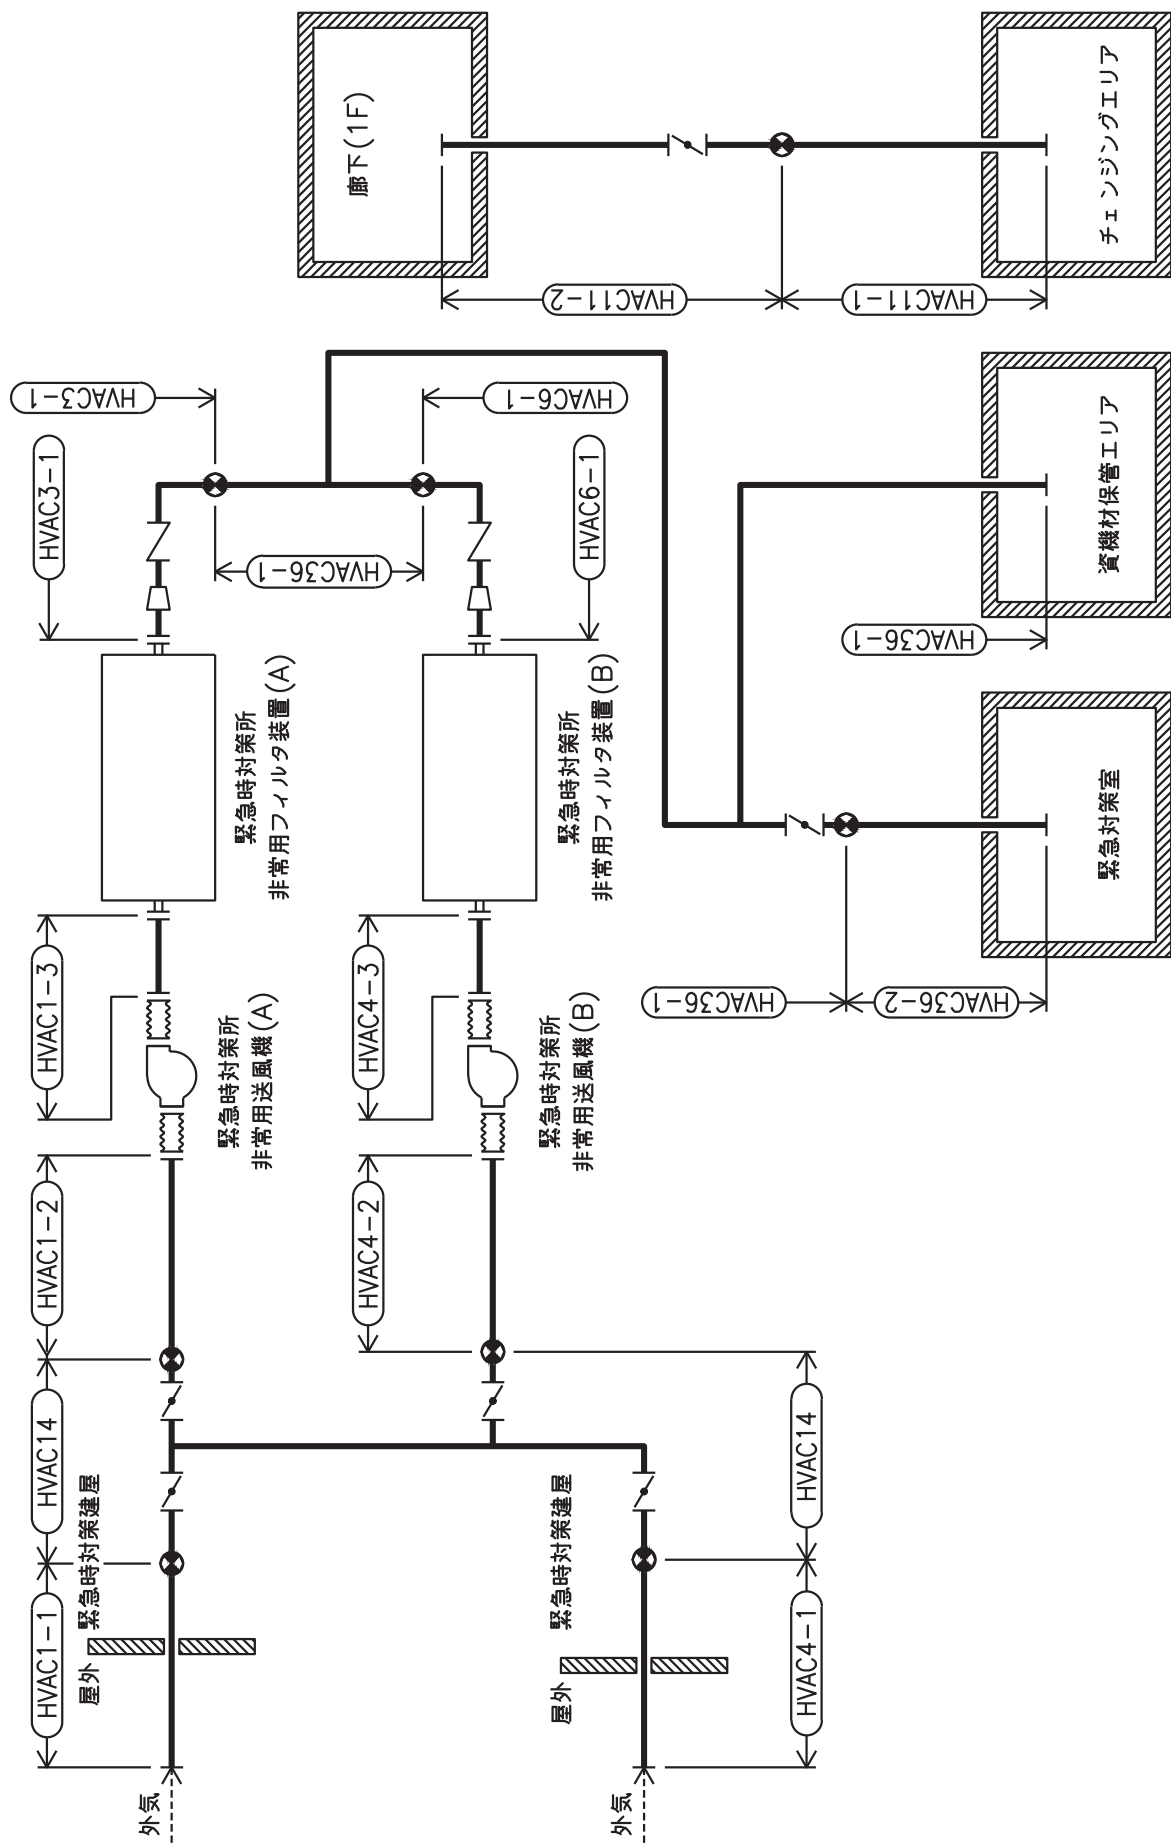 外気
屋外
緊急時対策建屋
HVAC1-1
HVAC14
HVAC1-2
HVAC1-3
緊急時対策所
非常用送風機(A)
緊急時対策所
非常用フィルタ装置(A)
HVAC3-1
HVAC3-1
HVAC36-1
HVAC6-1
HVAC6-1
外気
屋外
緊急時対策建屋
HVAC4-1
HVAC14
HVAC4-2
HVAC4-3
緊急時対策所
非常用送風機(B)
緊急時対策所
非常用フィルタ装置(B)
廊下(1F)
HVAC11-2
HVAC11-1
チェンジングエリア
HVAC36-1
資機材保管エリア
HVAC36-1
HVAC36-2
緊急対策室